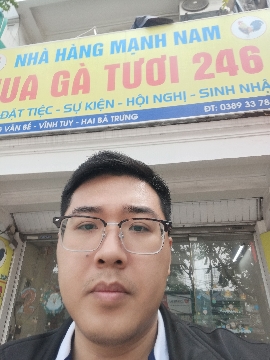 NHÀ HÀNG MẠNH NAM
UA GÀ TƯƠI 246
ĐẶT TIỆC - SỰ KIỆN - HỘI NGHỊ - SINH NHẬ
VĂN BÊ - VĨNH TUY - HAI BÀ TRƯNG
ĐT: 0389 33 78